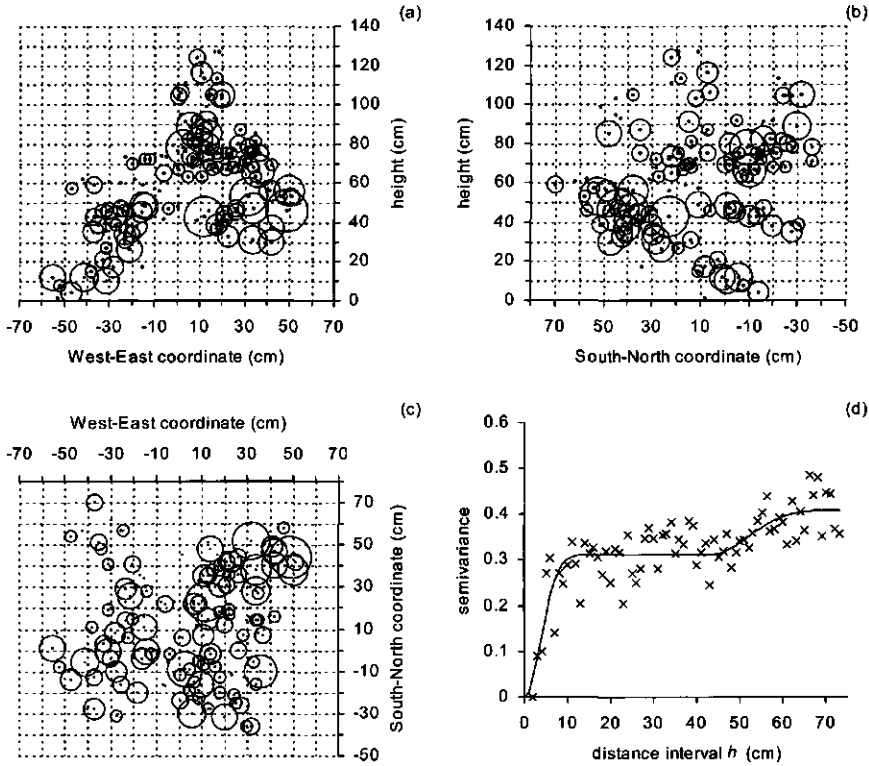 (a)
140
120
100
80
60
40
20
0
height (cm)
-70 -50 -30 -10 10 30 50 70
West-East coordinate (cm)
(b)
140
120
100
80
60
40
20
0
height (cm)
70 50 30 10 -10 -30 -50
South-North coordinate (cm)
West-East coordinate (cm)
(c)
-70 -50 -30 -10 10 30 50 70
70
50
30
10
-10
-30
-50
South-North coordinate (cm)
(d)
0.6
0.5
0.4
0.3
0.2
0.1
0
semivariance
0 10 20 30 40 50 60 70
distance interval h (cm)